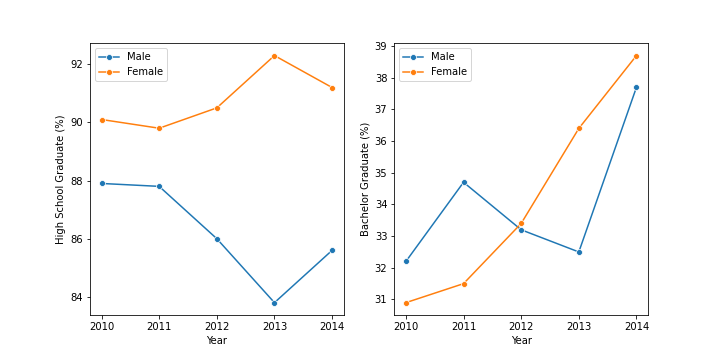 High School Graduate (%)
92
90
88
86
84
Male
Female
2010 2011 2012 2013 2014
Year
Bachelor Graduate (%)
39
38
37
36
35
34
33
32
31
Male
Female
2010 2011 2012 2013 2014
Year